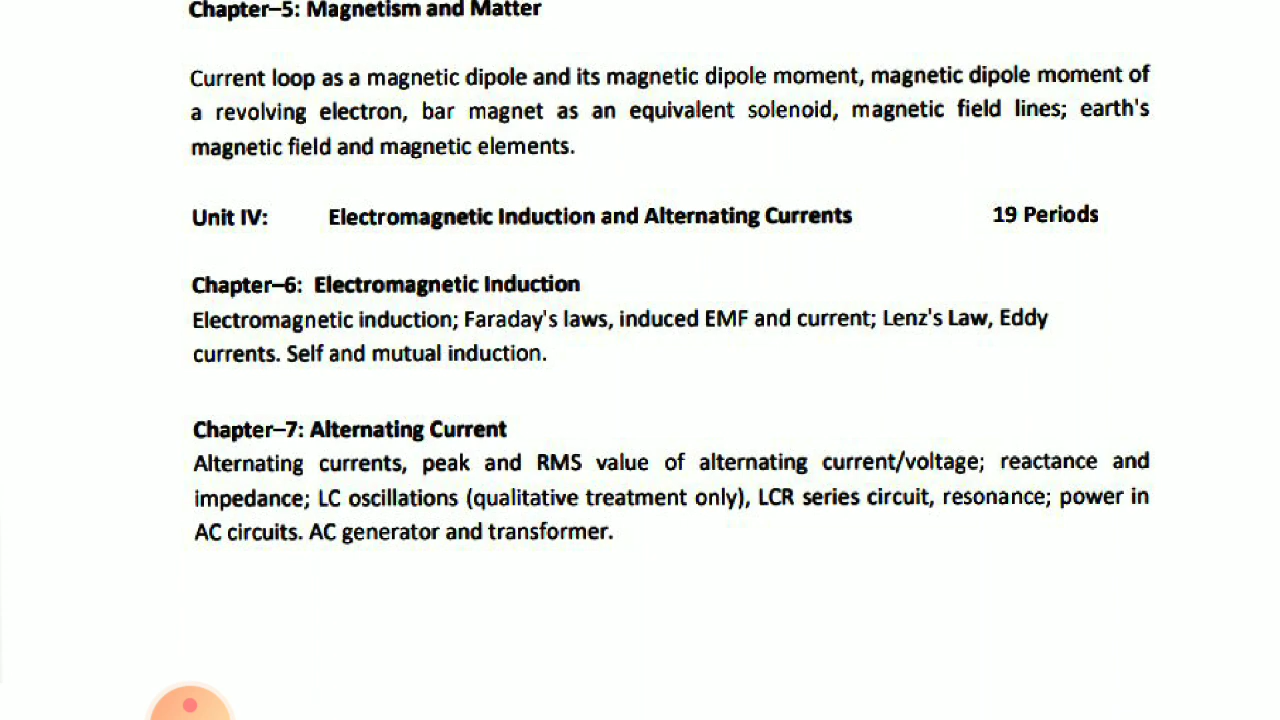 Chapter–5: Magnetism and Matter
Current loop as a magnetic dipole and its magnetic dipole moment, magnetic dipole moment of
a revolving electron, bar magnet as an equivalent solenoid, magnetic field lines; earth's
magnetic field and magnetic elements.
Unit IV: Electromagnetic Induction and Alternating Currents 19 Periods
Chapter–6: Electromagnetic Induction
Electromagnetic induction; Faraday's laws, induced EMF and current; Lenz's Law, Eddy
currents. Self and mutual induction.
Chapter–7: Alternating Current
Alternating currents, peak and RMS value of alternating current/voltage; reactance and
impedance; LC oscillations (qualitative treatment only), LCR series circuit, resonance; power in
AC circuits. AC generator and transformer.